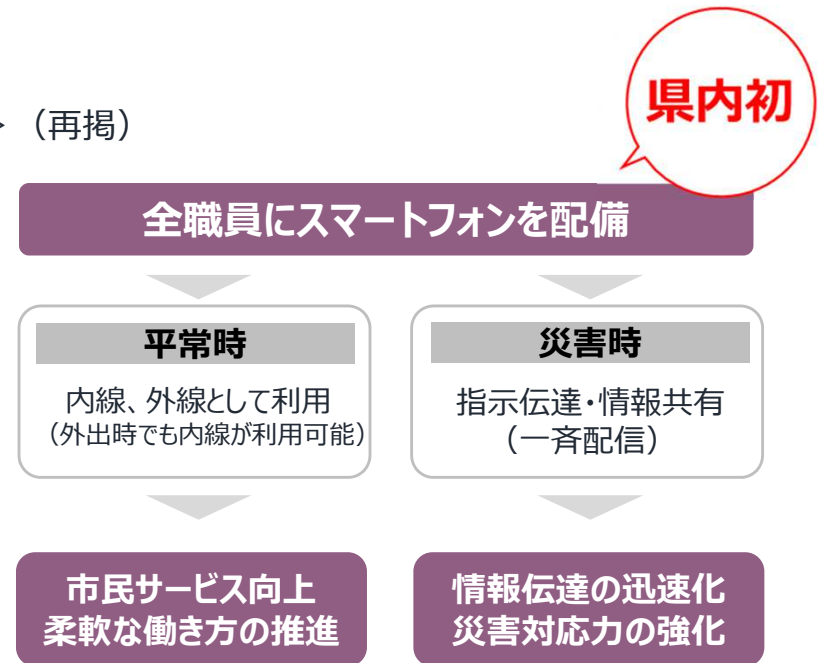 県内初
(再掲)
全職員にスマートフォンを配備
平常時
内線、外線として利用
(外出時でも内線が利用可能)
災害時
指示伝達・情報共有
(一斉配信)
市民サービス向上
柔軟な働き方の推進
情報伝達の迅速化
災害対応力の強化